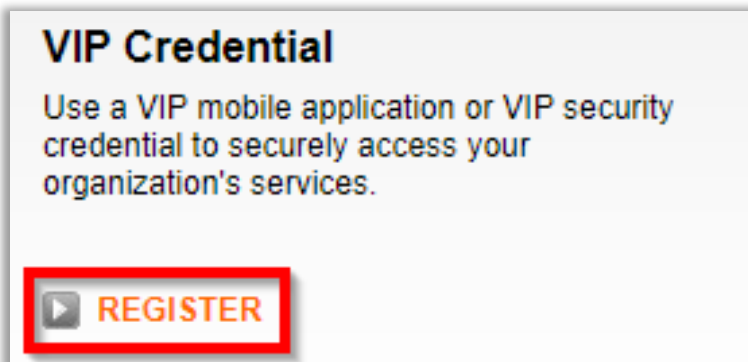 VIP Credential
Use a VIP mobile application or VIP security
credential to securely access your
organization's services.
REGISTER